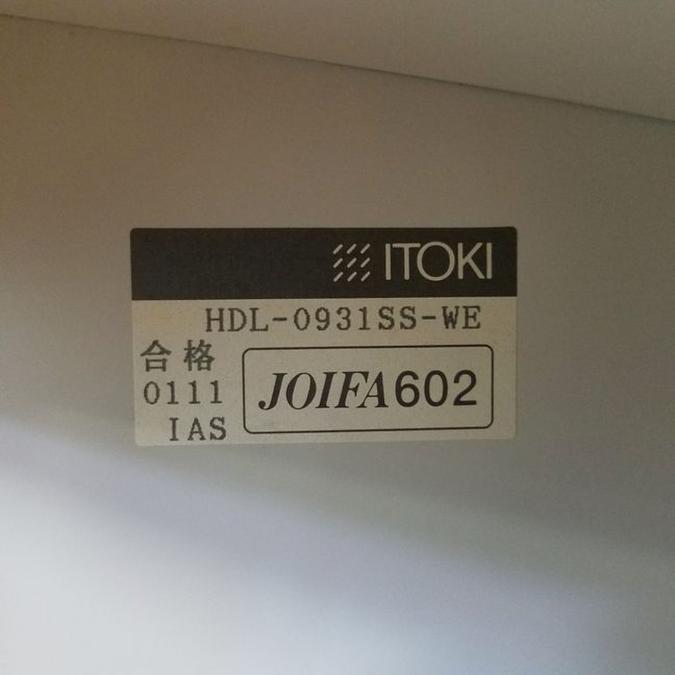 ITOKI
HDL-0931SS-WE
合格
0111
IAS
JOIFA602